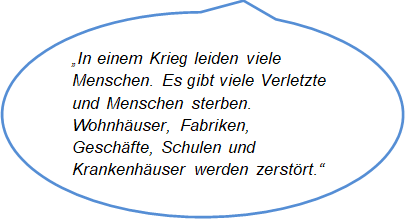 „In einem Krieg leiden viele
Menschen. Es gibt viele Verletzte
und Menschen sterben.
Wohnhäuser, Fabriken,
Geschäfte, Schulen und
Krankenhäuser werden zerstört.“